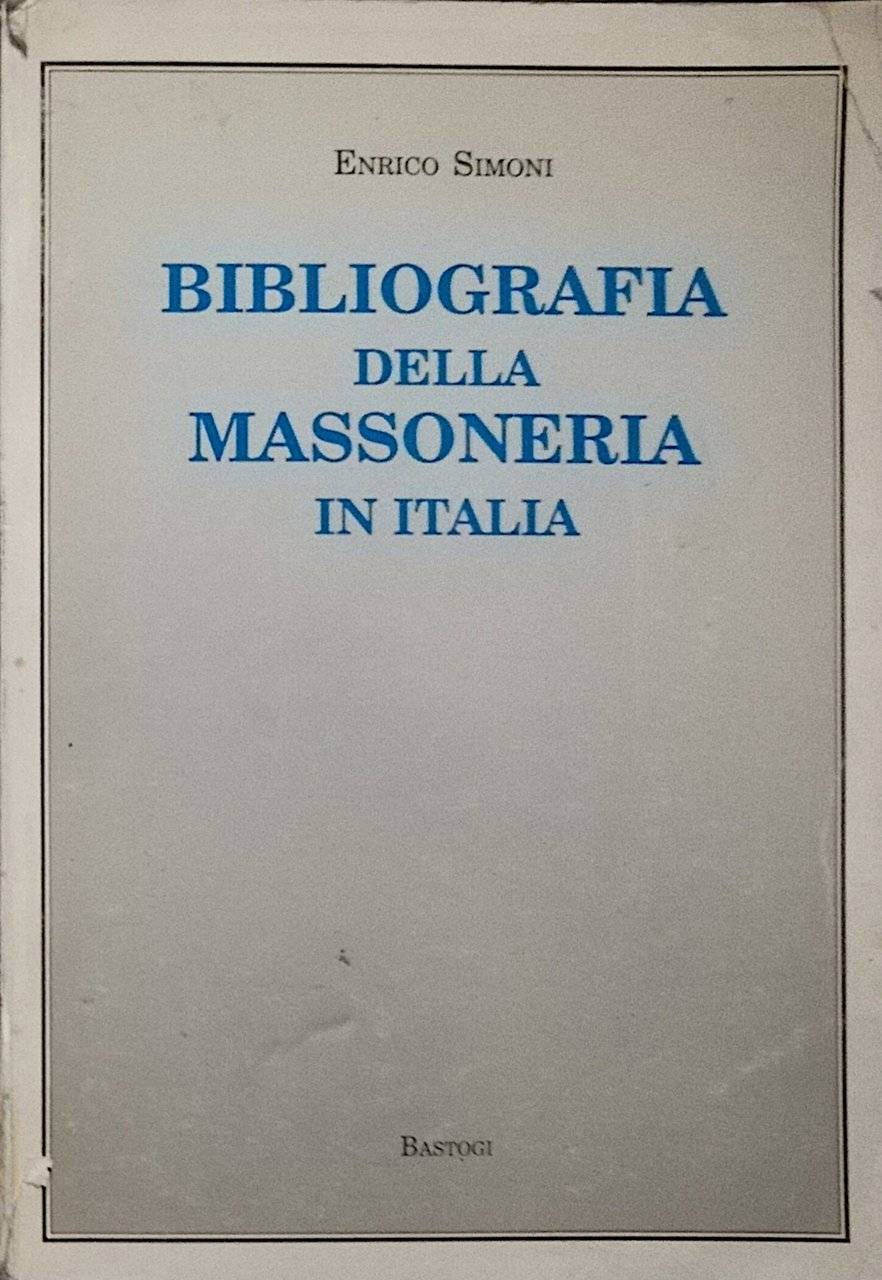 Enrico Simoni
BIBLIOGRAFIA
DELLA
MASSONERIA
IN ITALIA
Bastogi